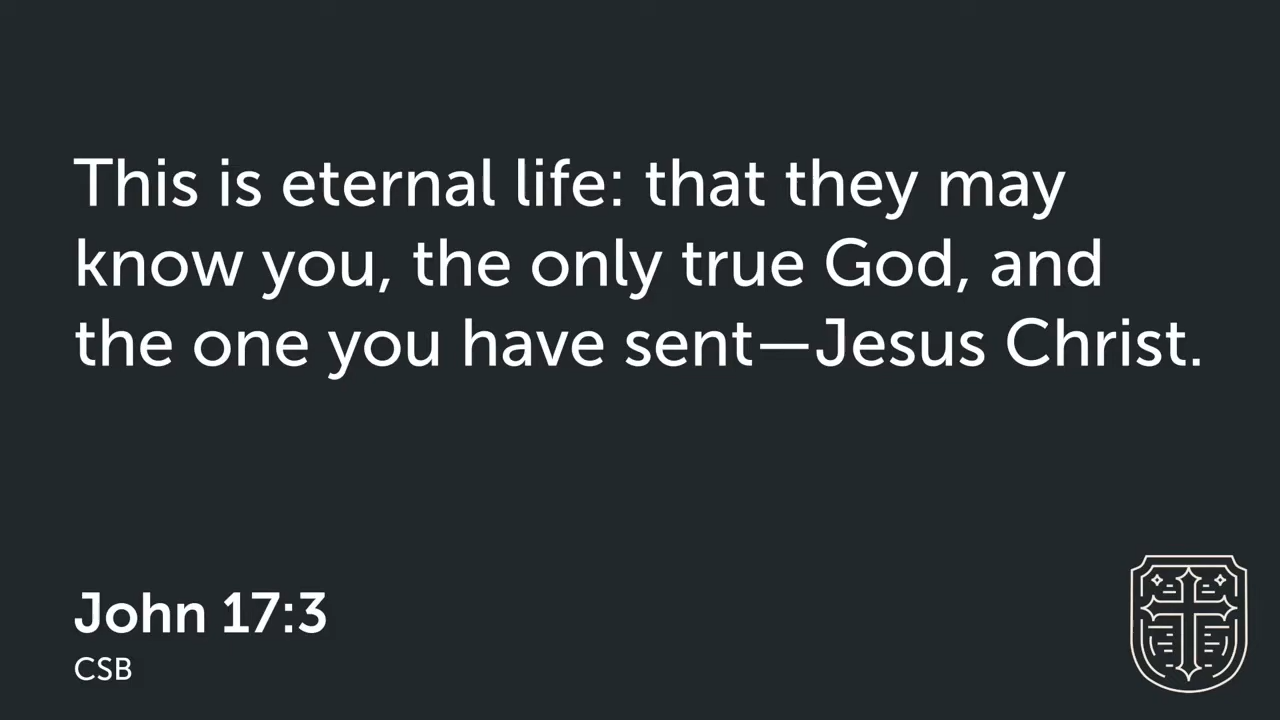 This is eternal life: that they may
know you, the only true God, and
the one you have sent—Jesus Christ.
John 17:3
CSB